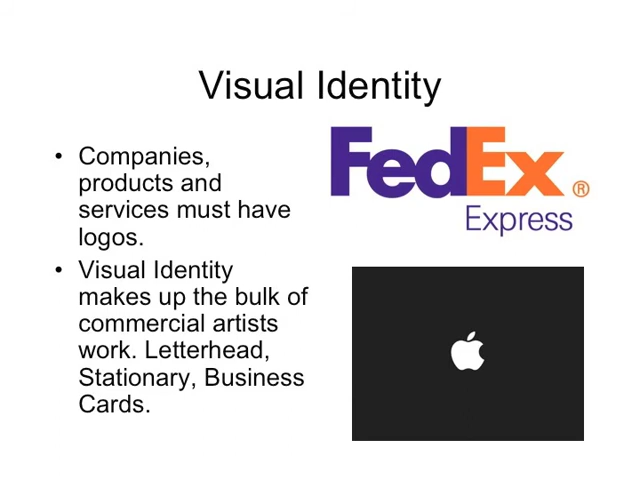 Visual Identity
• Companies,
products and
services must have
logos.
• Visual Identity
makes up the bulk of
commercial artists
work. Letterhead,
Stationary, Business
Cards.
FedEx®
Express